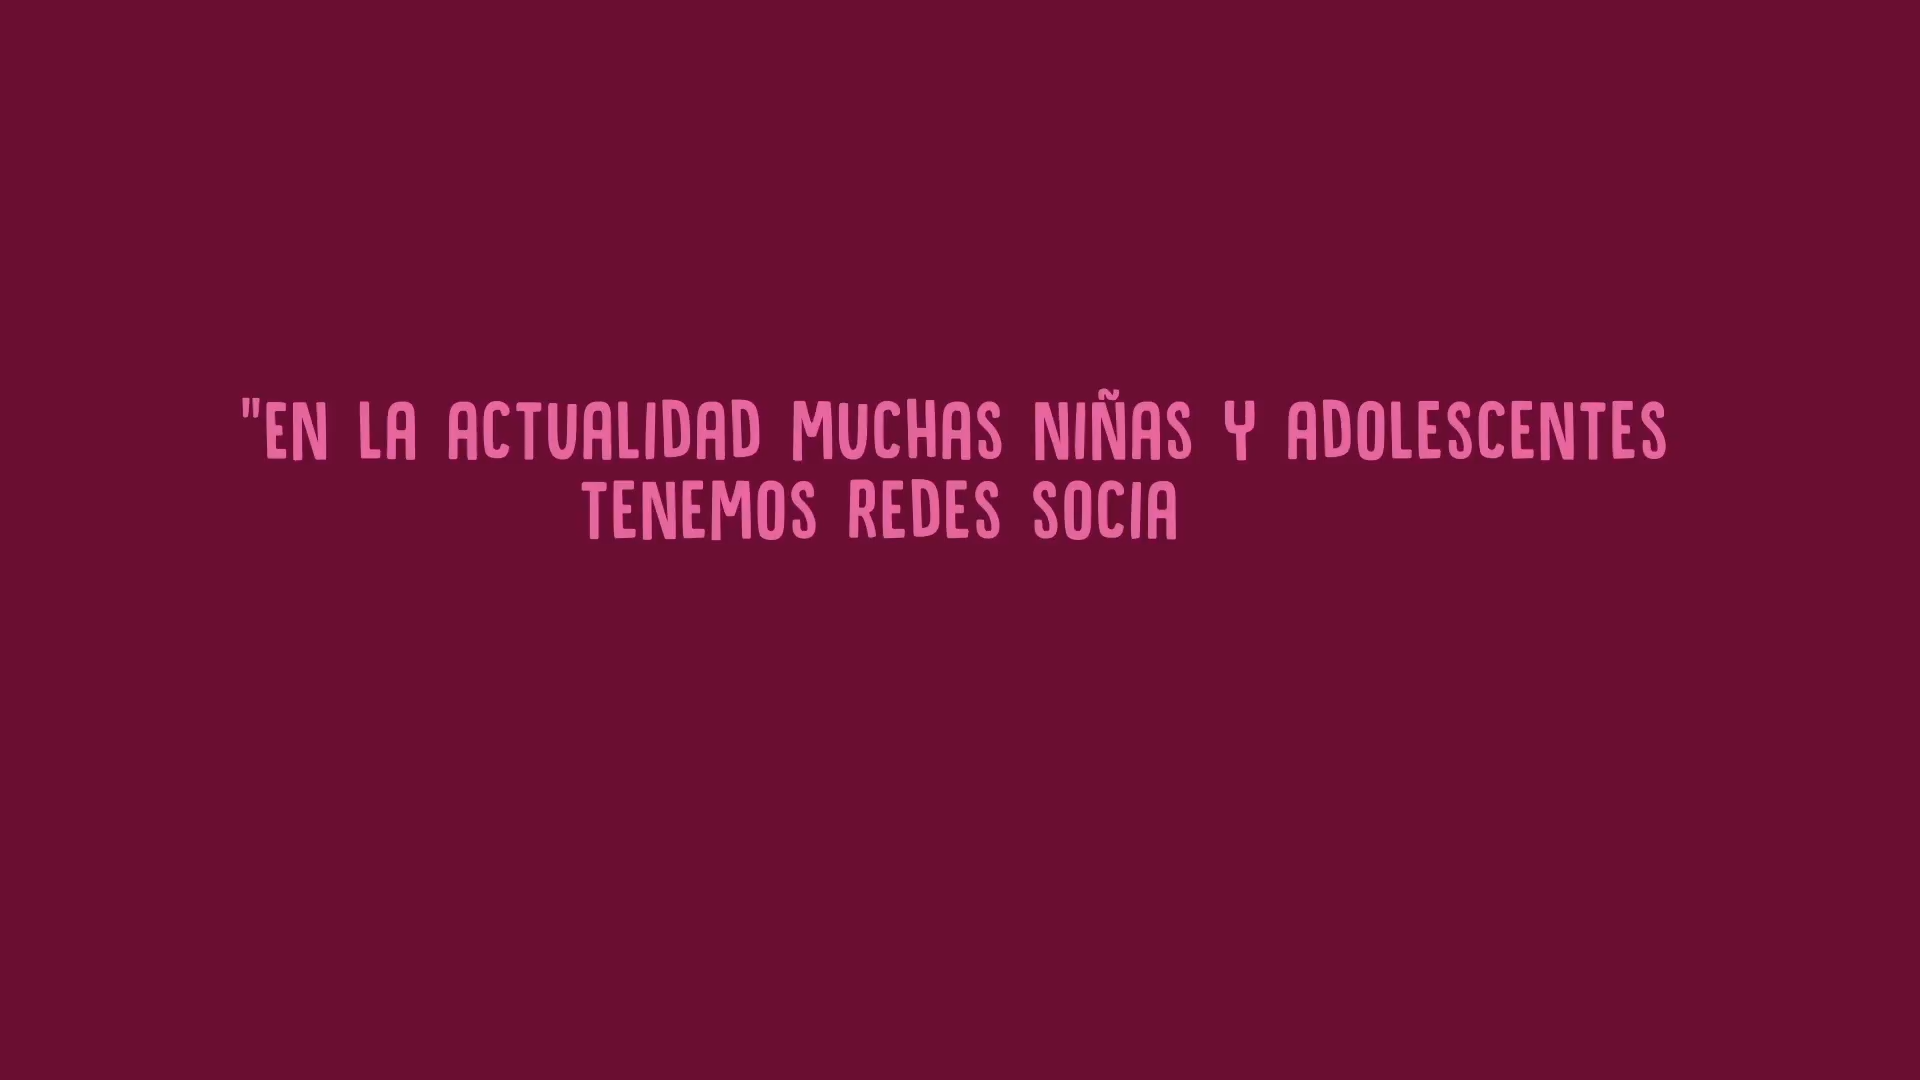 "EN LA ACTUALIDAD MUCHAS NIÑAS Y ADOLESCENTES
TENEMOS REDES SOCIA